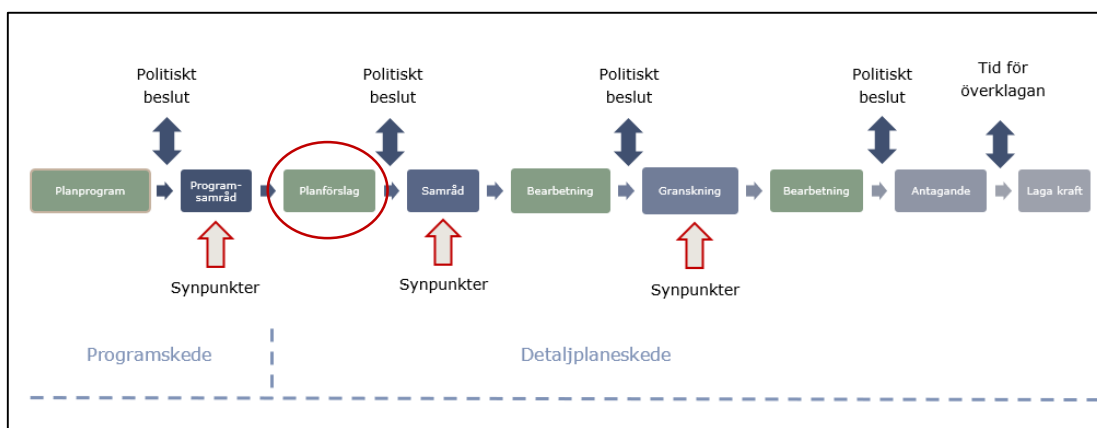 Politiskt
beslut
Politiskt
beslut
Politiskt
beslut
Politiskt
beslut
Tid för
överklagan
Planprogram
Program-
samråd
Planförslag
Samråd
Bearbetning
Granskning
Bearbetning
Antagande
Laga kraft
Synpunkter
Synpunkter
Synpunkter
Programskede
Detaljplaneskede